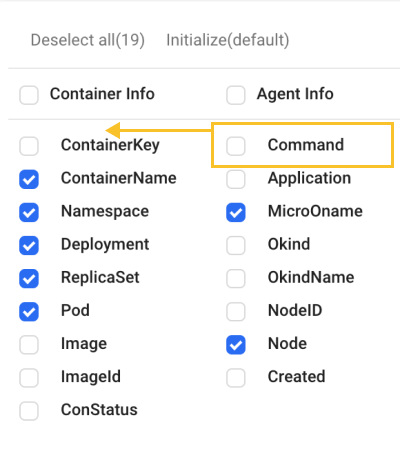 Deselect all(19) Initialize(default)
Container Info Agent Info
ContainerKey Command
ContainerName Application
Namespace MicroOname
Deployment Okind
ReplicaSet OkindName
Pod NodeID
Image Node
ImageId Created
ConStatus